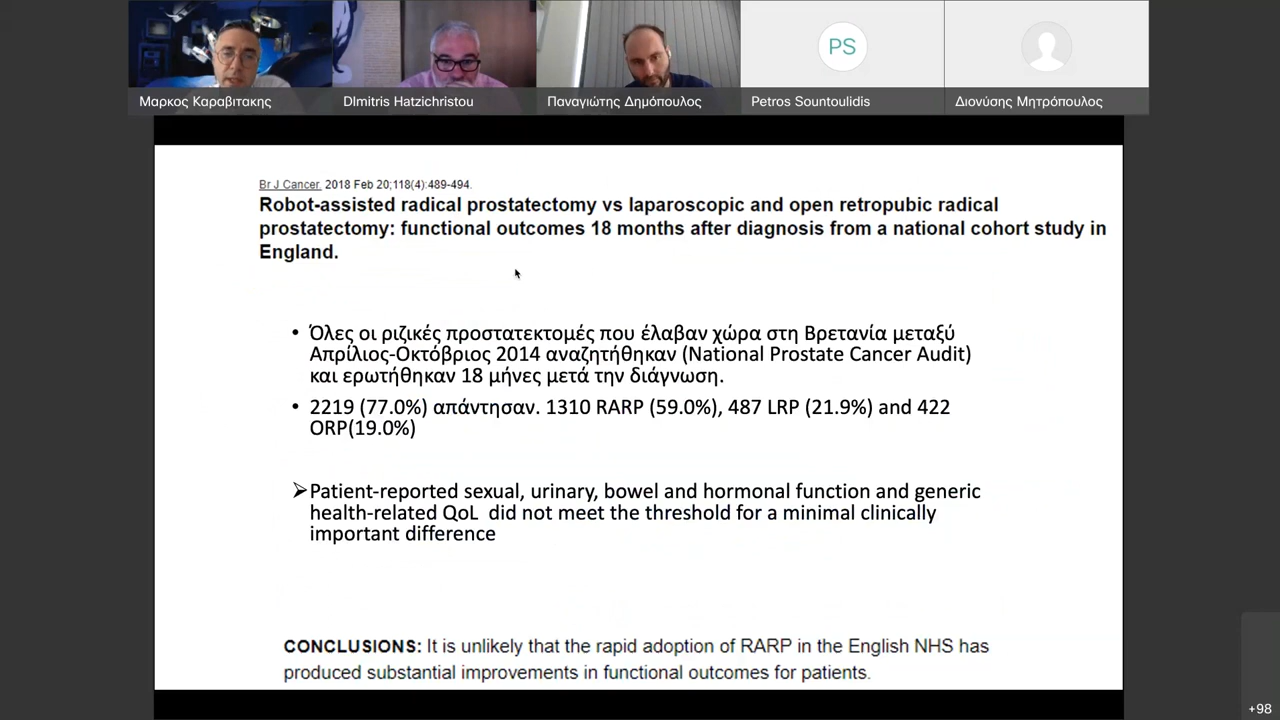 PS
Μαρκος Καραβιτακης
DImitris Hatzichristou
Παναγιώτης Δημόπουλος
Petros Sountoulidis
Διονύσης Μητρόπουλος
Br J Cancer. 2018 Feb 20;118(4):489-494.
Robot-assisted radical prostatectomy vs laparoscopic and open retropubic radical
prostatectomy: functional outcomes 18 months after diagnosis from a national cohort study in
England.
• Όλες οι ριζικές προστατεκτομές που έλαβαν χώρα στη Βρετανία μεταξύ
Απρίλιος-Οκτόβριος 2014 αναζητήθηκαν (National Prostate Cancer Audit)
και ερωτήθηκαν 18 μήνες μετά την διάγνωση.
• 2219 (77.0%) απάντησαν. 1310 RARP (59.0%), 487 LRP (21.9%) and 422
ORP(19.0%)
➢Patient-reported sexual, urinary, bowel and hormonal function and generic
health-related QoL did not meet the threshold for a minimal clinically
important difference
CONCLUSIONS: It is unlikely that the rapid adoption of RARP in the English NHS has
produced substantial improvements in functional outcomes for patients.
+98